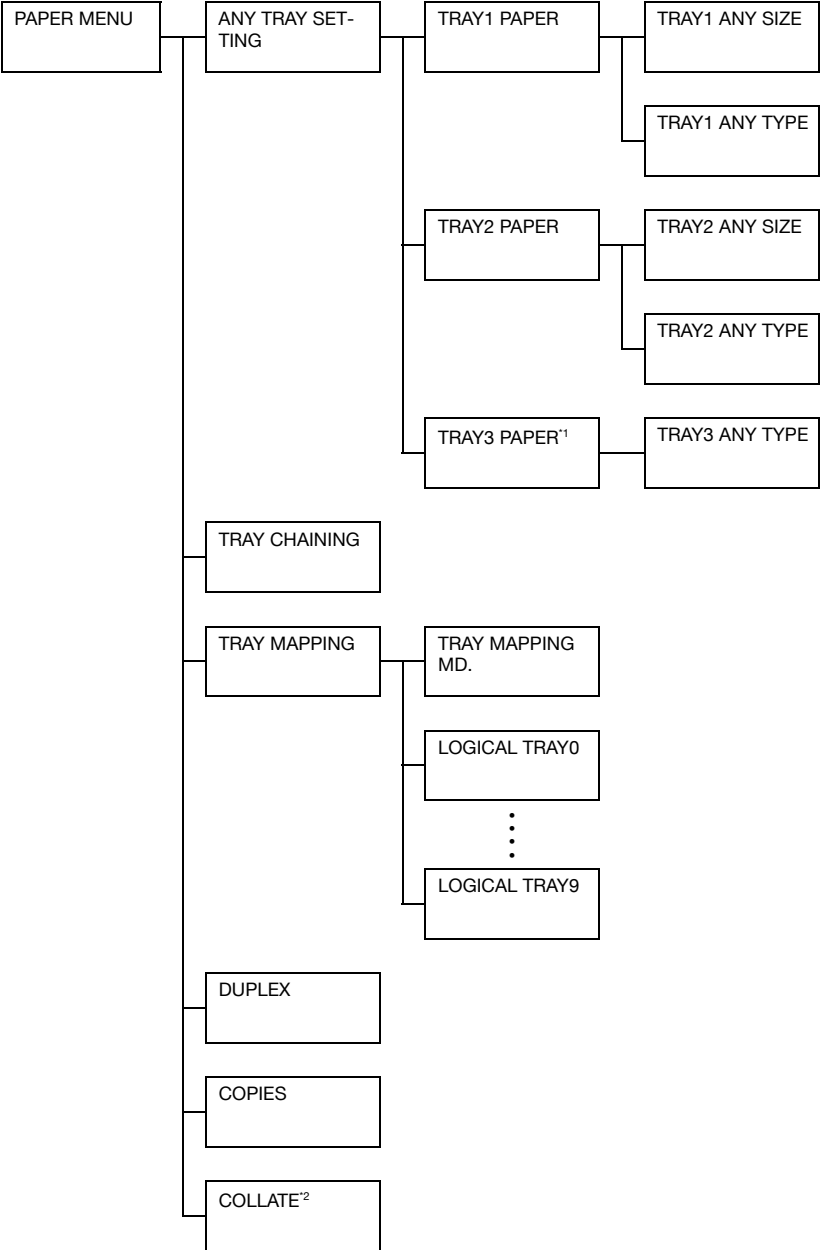 PAPER MENU
ANY TRAY SET-
TING
TRAY1 PAPER
TRAY1 ANY SIZE
TRAY1 ANY TYPE
TRAY2 PAPER
TRAY2 ANY SIZE
TRAY2 ANY TYPE
TRAY3 PAPER*1
TRAY3 ANY TYPE
TRAY CHAINING
TRAY MAPPING
TRAY MAPPING
MD.
LOGICAL TRAY0
LOGICAL TRAY9
DUPLEX
COPIES
COLLATE*2